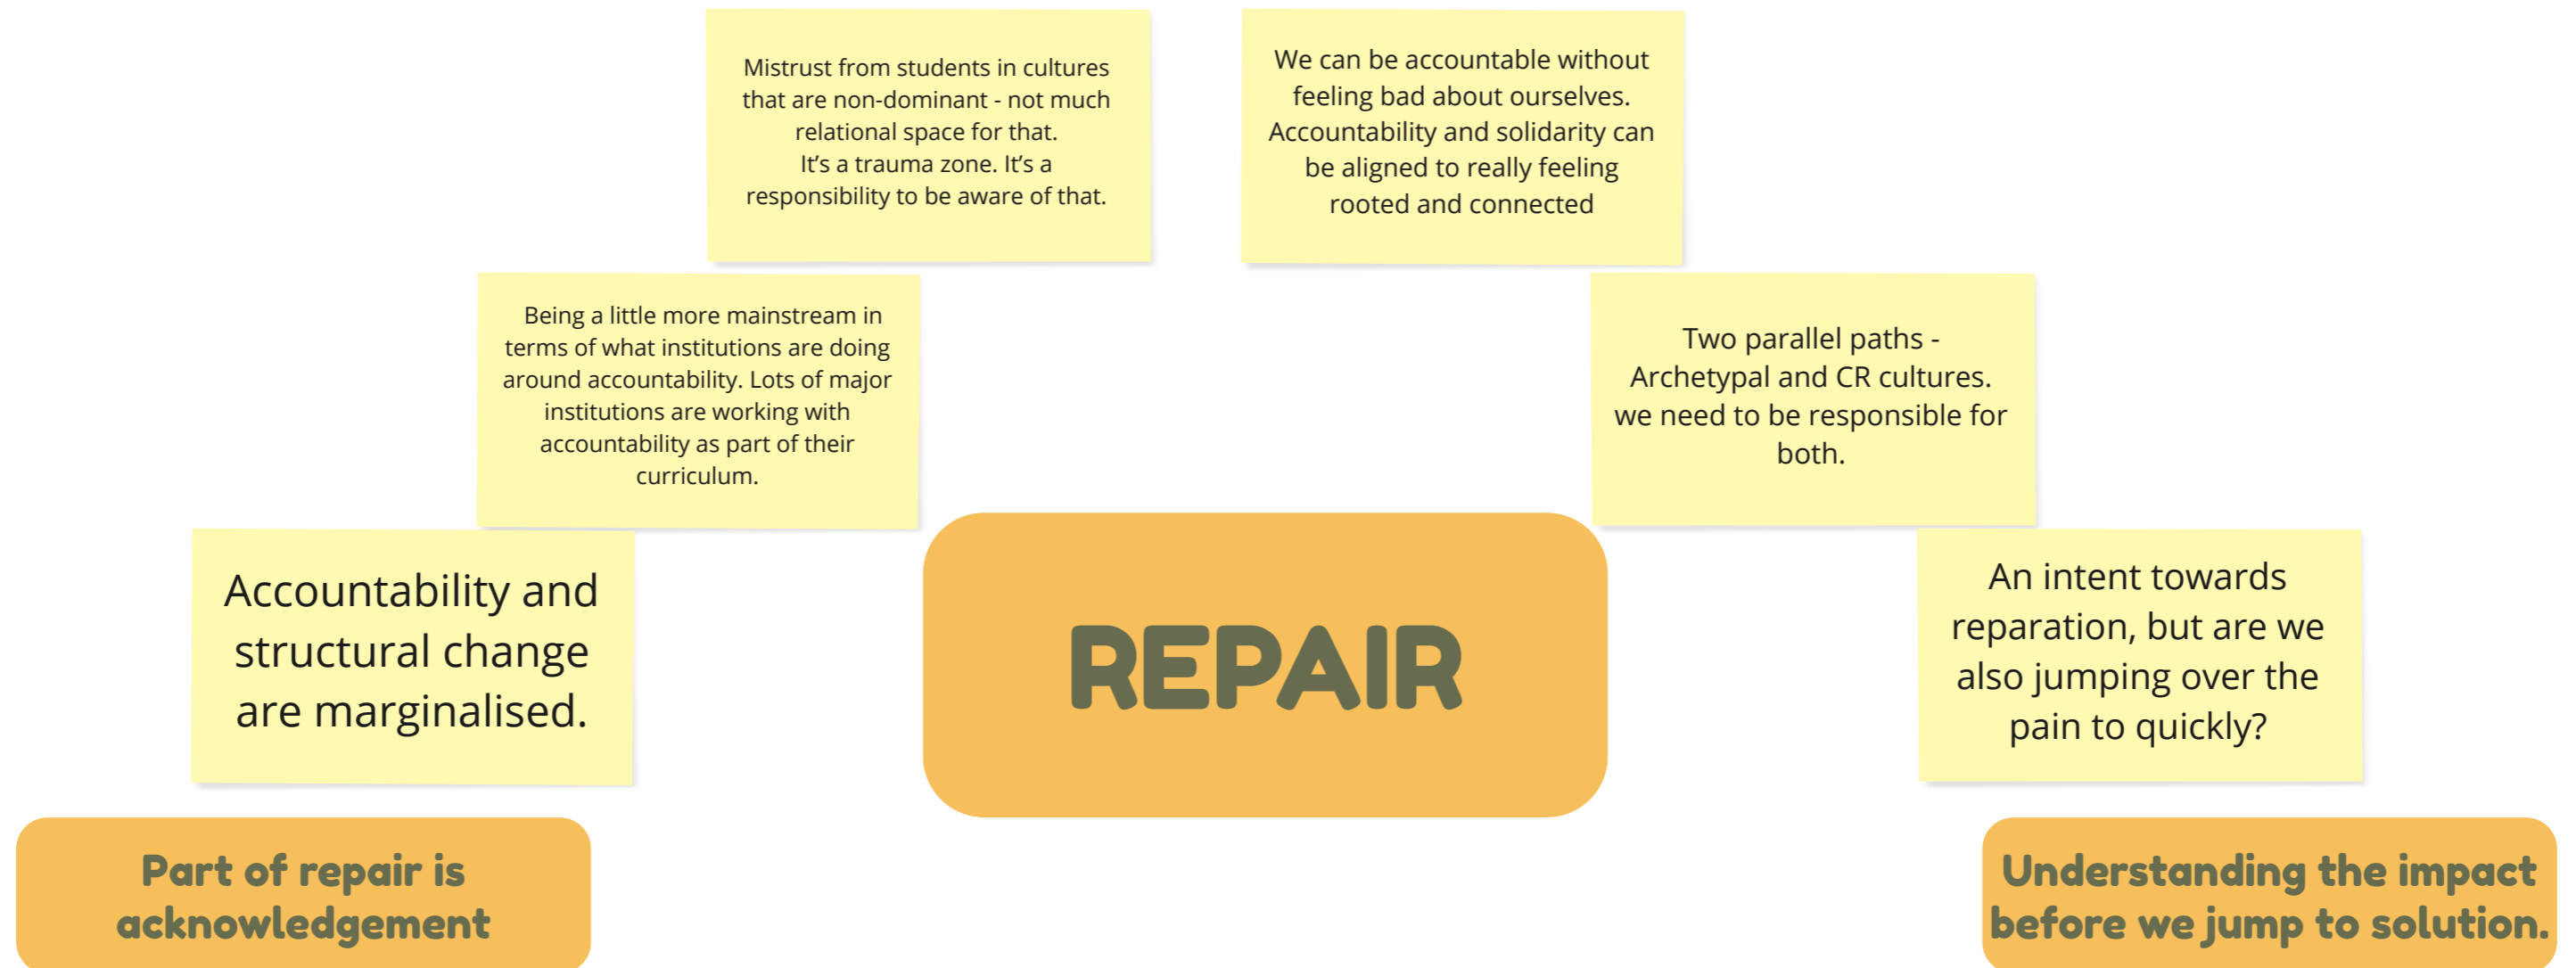 Mistrust from students in cultures
that are non-dominant - not much
relational space for that.
It’s a trauma zone. It’s a
responsibility to be aware of that.
We can be accountable without
feeling bad about ourselves.
Accountability and solidarity can
be aligned to really feeling
rooted and connected
Being a little more mainstream in
terms of what institutions are doing
around accountability. Lots of major
institutions are working with
accountability as part of their
curriculum.
Two parallel paths -
Archetypal and CR cultures.
we need to be responsible for
both.
Accountability and
structural change
are marginalised.
REPAIR
An intent towards
reparation, but are we
also jumping over the
pain to quickly?
Part of repair is
acknowledgement
Understanding the impact
before we jump to solution.